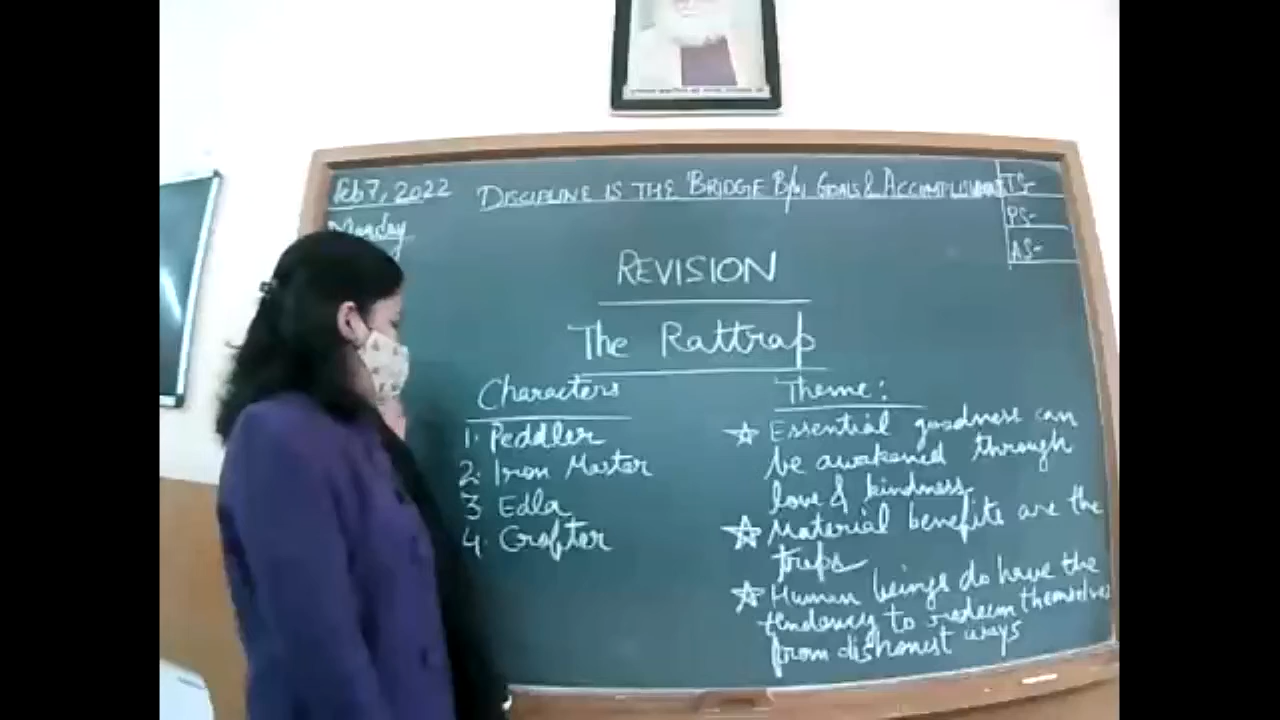 Feb 7, 2022
DISCIPLINE IS THE BRIDGE B/W GOALS & ACCOMPLISHMENT
TS-
PS-
AS-
Monday
REVISION
The Rattrap
Characters
1. Peddler
2. Iron Master
3 Edla
4. Crofter
Theme:
☆ Essential goodness can
be awakened through
love & kindness
☆ Material benefits are the
traps
☆ Human beings do have the
tendency to redeem themselves
from dishonest ways